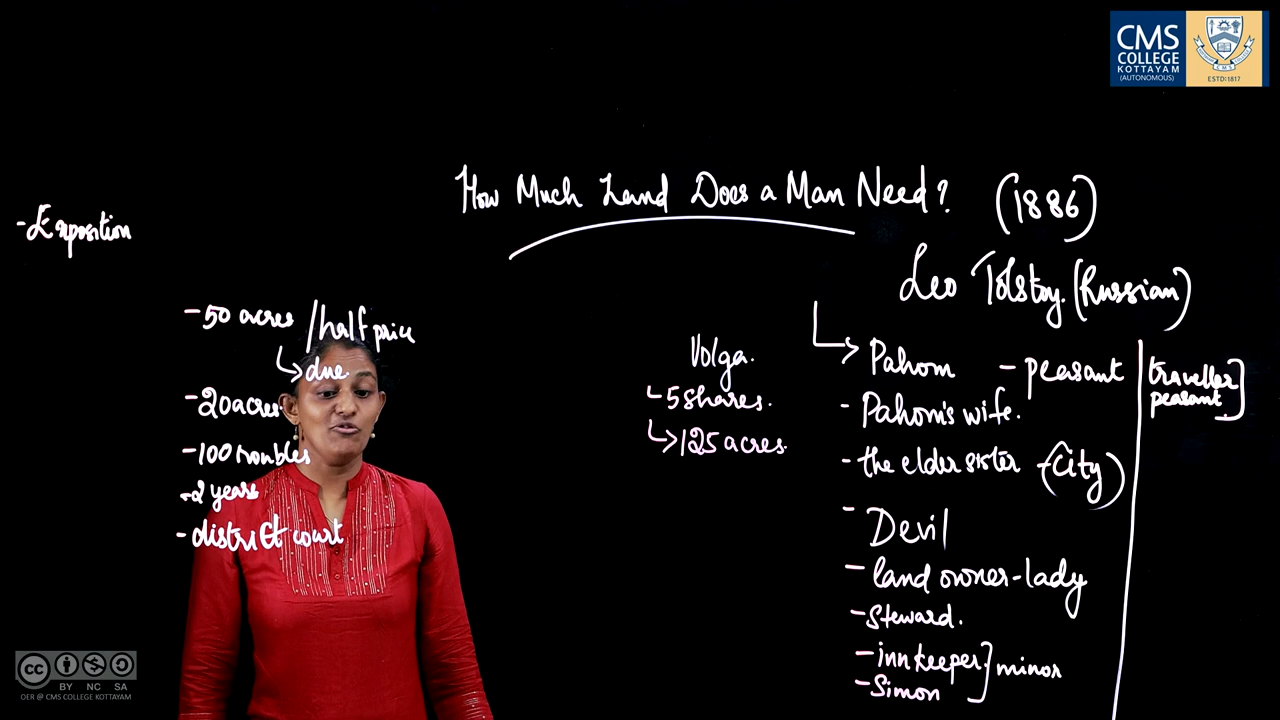 CMS
COLLEGE
KOTTAYAM
(AUTONOMOUS)
ESTD:1817
How Much Land Does a Man Need? (1886)
Leo Tolstoy. (Russian)
- Exposition
- 50 acres / half price
due
- 20 acres
- 100 roubles
- 2 years
- district court
Volga.
5 shares.
125 acres.
Pahom - peasant
- Pahom's wife.
- the elder sister - (City)
- Devil
- land owner - lady
- Steward.
- innkeeper
- Simon
minor
traveller
peasant.
cc
BY NC SA
OER @ CMS COLLEGE KOTTAYAM